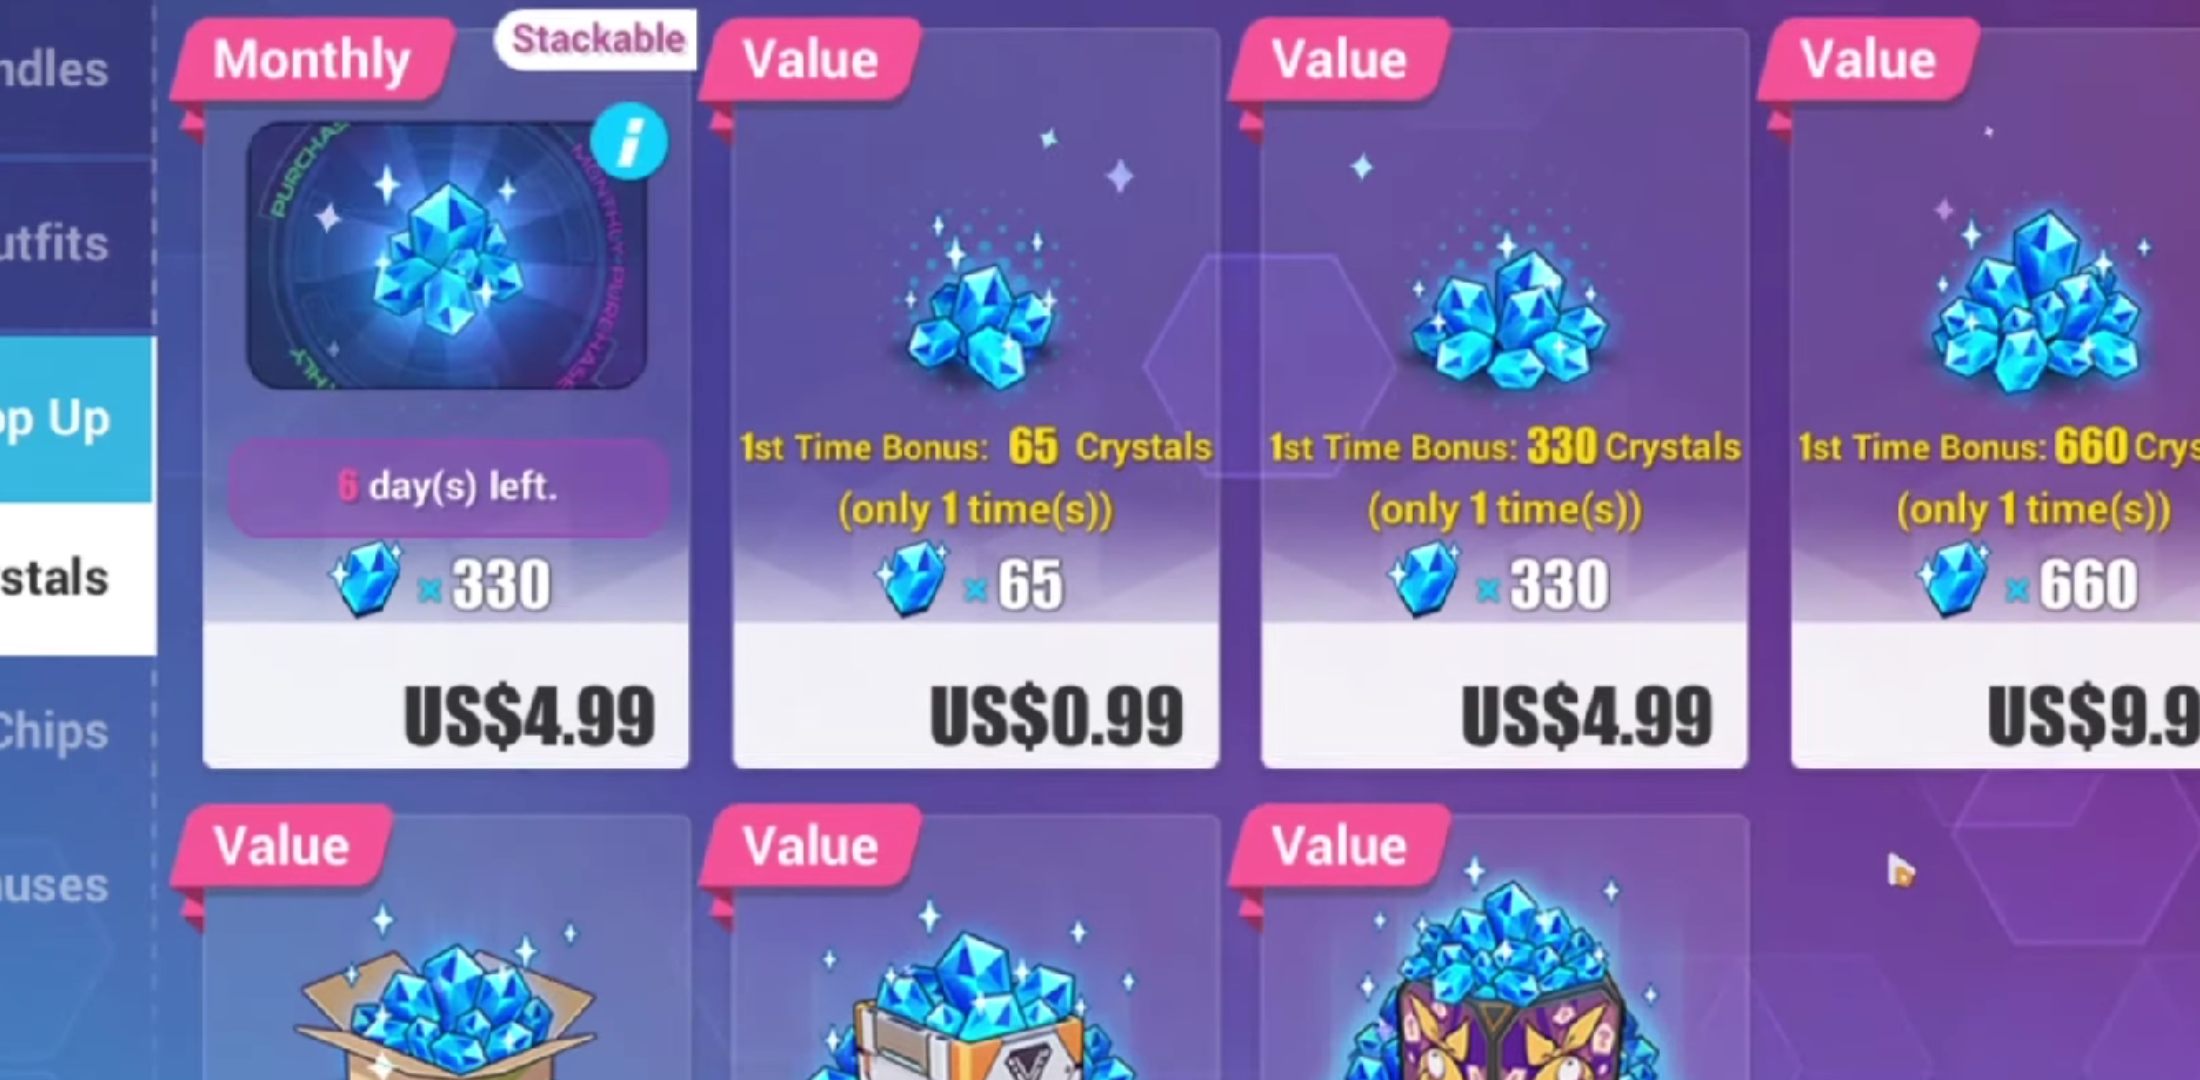 ndles
utfits
op Up
stals
Chips
uses
Monthly
Stackable
i
PURCHAS
MONTHLY PURCHASE
HLY
6 day(s) left.
× 330
US$4.99
Value
1st Time Bonus: 65 Crystals
(only 1 time(s))
× 65
US$0.99
Value
1st Time Bonus: 330 Crystals
(only 1 time(s))
× 330
US$4.99
Value
1st Time Bonus: 660 Crys
(only 1 time(s))
× 660
US$9.9
Value
Value
Value